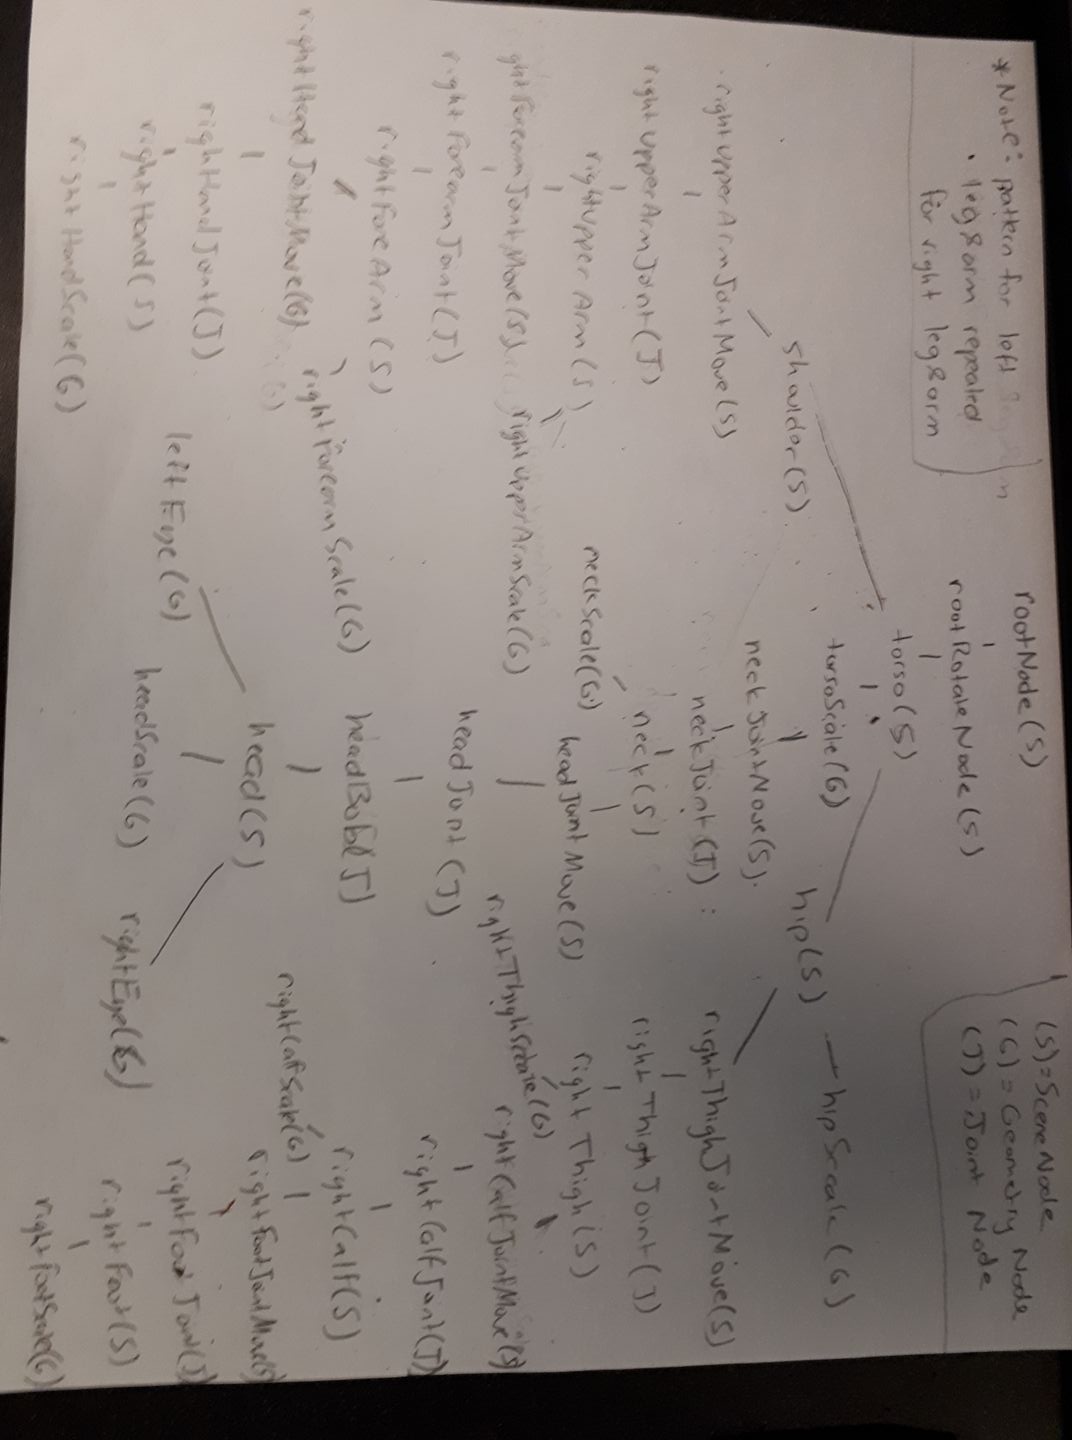 *Note: pattern for left
• leg & arm repeated
for right leg & arm
(S) = Scene Node
(G) = Geometry Node
(J) = Joint Node
rootNode(S)
rootRotateNode(S)
torso(S)
torsoScale(G)
shoulder(S)
hip(S)
hipScale(G)
rightUpperArmJointMove(S)
neckJointMove(S)
rightThighJointMove(S)
rightUpperArmJoint(J)
neckJoint(J)
rightThighJoint(J)
rightUpperArm(S)
neckScale(G)
neck(S)
rightThigh(S)
ghtForearmJointMove(S)
rightUpperArmScale(G)
headJointMove(S)
rightThighScale(G)
rightCalfJointMove(S)
rightForearmJoint(J)
headJoint(J)
rightCalfJoint(J)
rightForeArm(S)
rightForearmScale(G)
rightCalfScale(G)
rightCalf(S)
rightHandJointMove(G)
head(S)
rightFootJointMove(S)
rightHandJoint(J)
leftEye(G)
headScale(G)
rightEye(G)
rightFootJoint(J)
rightHand(S)
rightFoot(S)
rightHandScale(G)
rightFootScale(G)